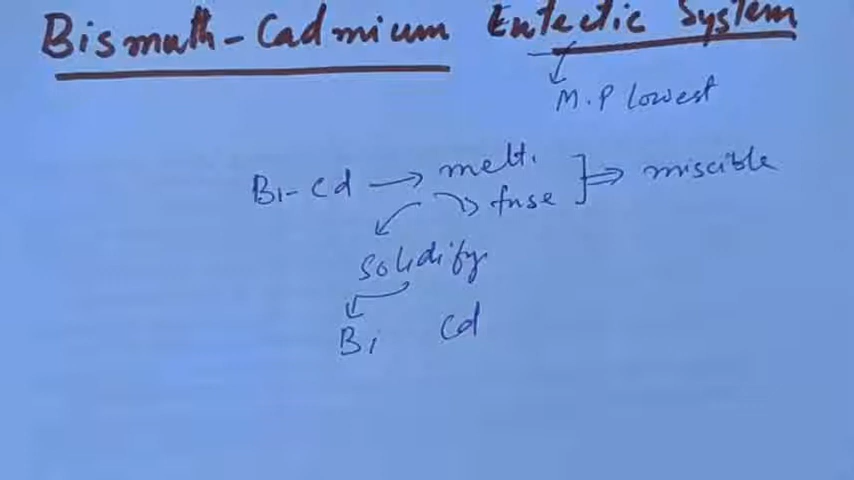 Bismuth-Cadmium Eutectic System
M.P lowest
Bi-Cd → melt.
fuse ⇒ miscible
solidify
Bi Cd